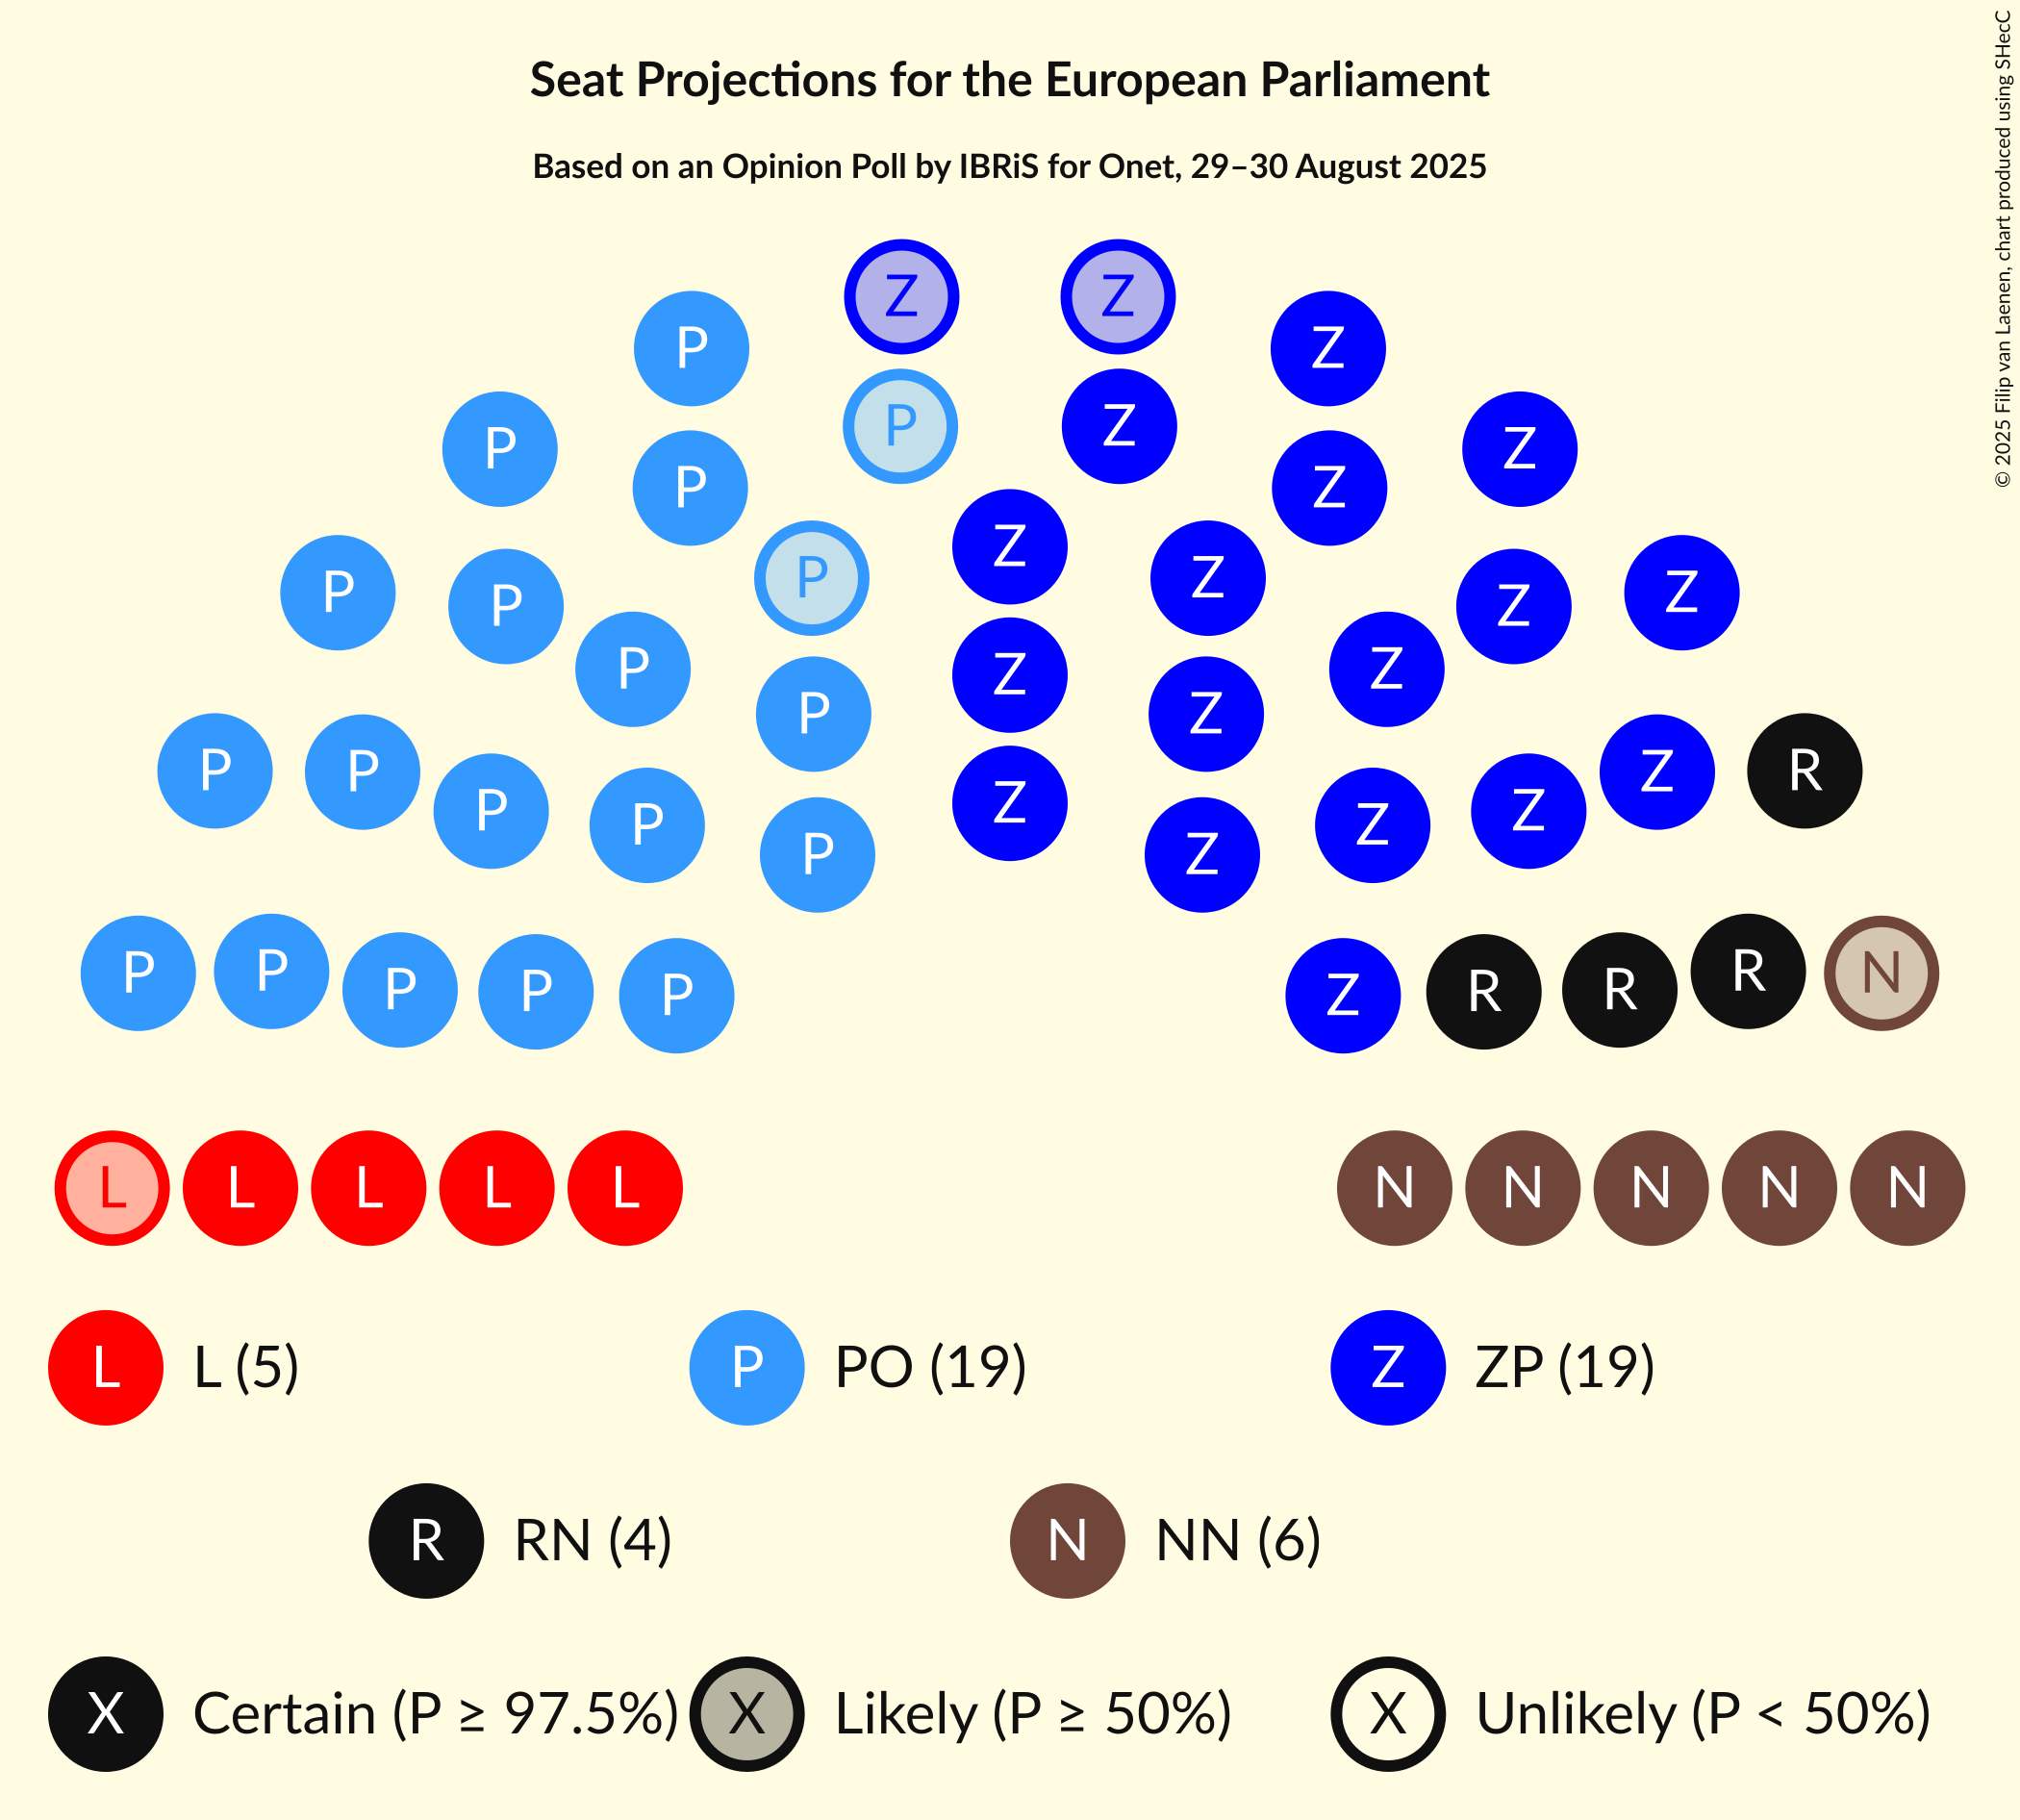 Seat Projections for the European Parliament
Based on an Opinion Poll by IBRiS for Onet, 29–30 August 2025
© 2025 Filip van Laenen, chart produced using SHecC
Z Z
P Z
P Z
P Z
P Z
Z
P Z
P Z
P Z
P Z
Z
P Z
P R
P Z
Z
P Z
P Z
P Z
P N
P R
P R
P R
P Z
L L L L L N N N N N
L L (5) P PO (19) Z ZP (19)
R RN (4) N NN (6)
X Certain (P ≥ 97.5%) X Likely (P ≥ 50%) X Unlikely (P < 50%)